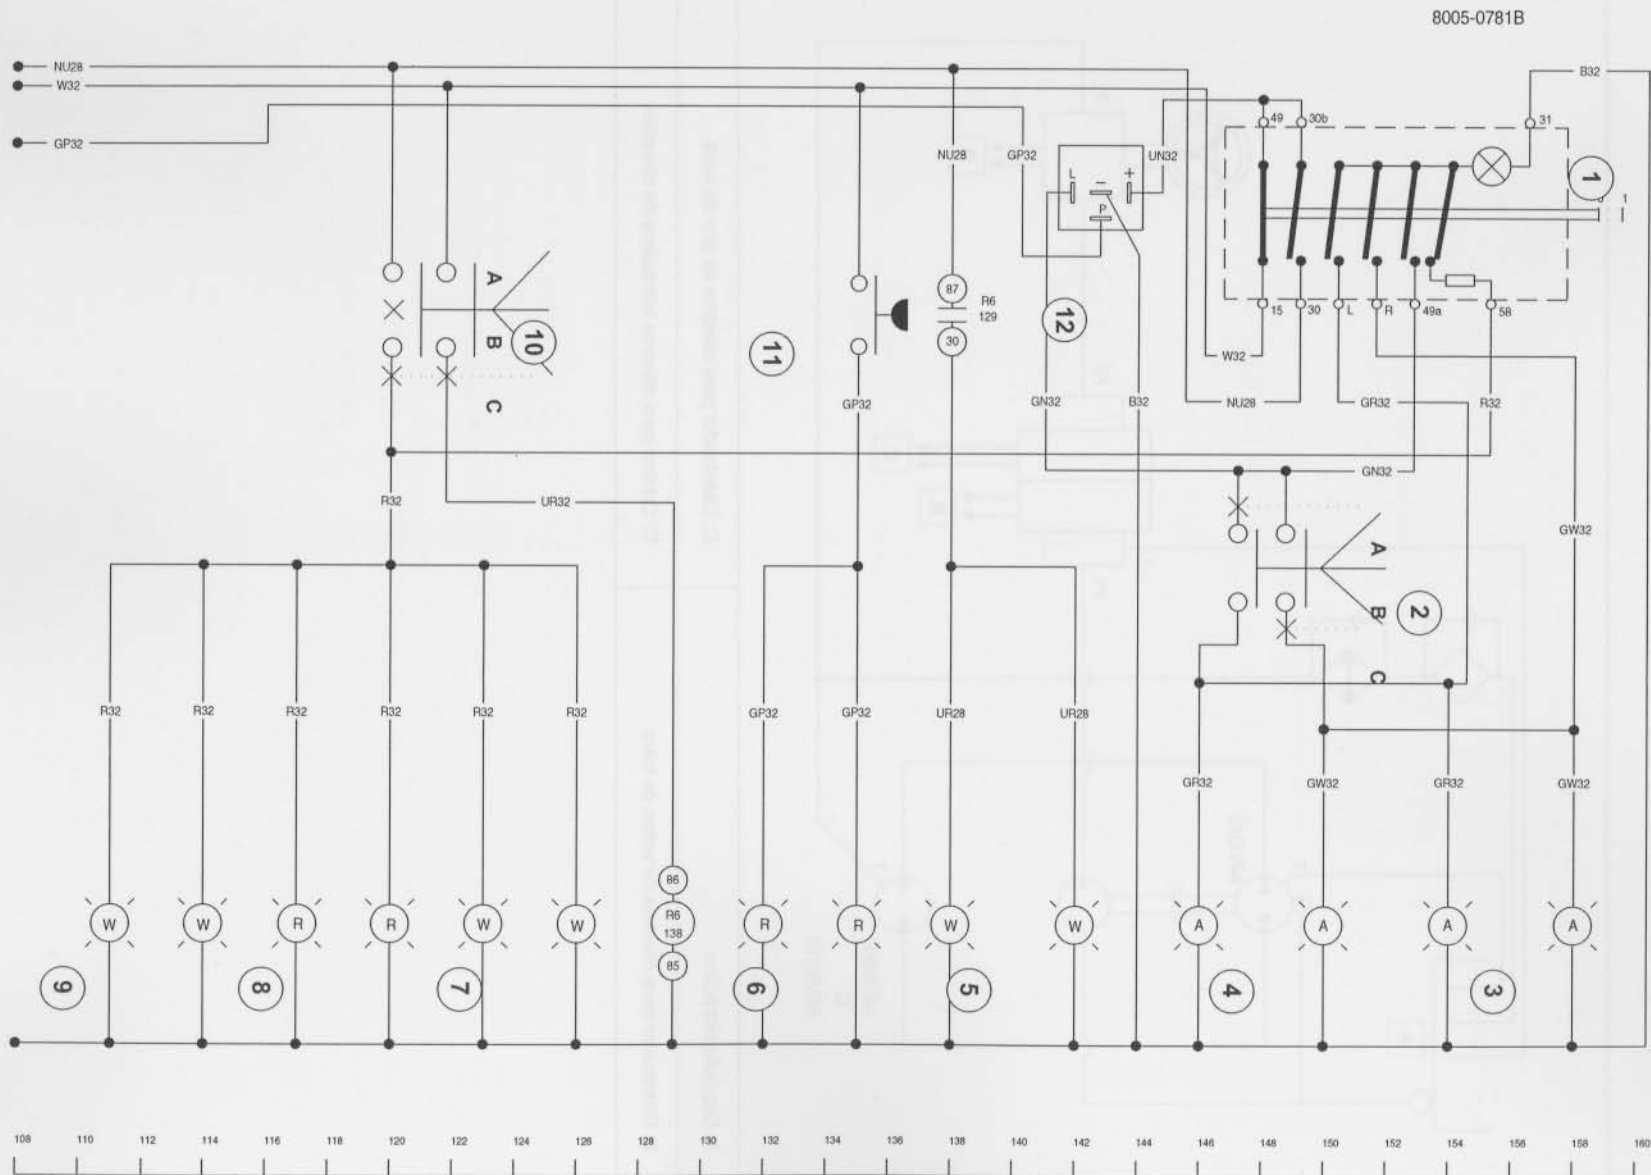 8005-0781B
NU28
W32
B32
GP32
49
30b
31
1
1
NU28
GP32
UN32
L
−
+
P
A
B
C
10
11
87
R6
129
30
12
15
30
L
R
49a
58
W32
GP32
GN32
B32
NU28
GR32
R32
GN32
R32
UR32
GW32
A
B
C
2
R32
R32
R32
R32
R32
R32
GP32
GP32
UR28
UR28
GR32
GW32
GR32
GW32
86
R6
138
85
W
W
R
R
W
W
R
R
W
W
A
A
A
A
9
8
7
6
5
4
3
108 110 112 114 116 118 120 122 124 126 128 130 132 134 136 138 140 142 144 146 148 150 152 154 156 158 160